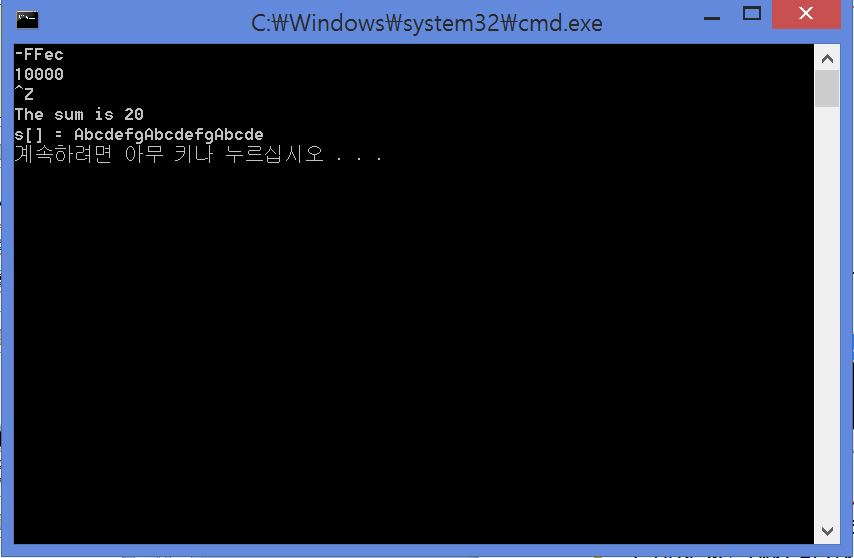 C:₩Windows₩system32₩cmd.exe
-FFec
10000
^Z
The sum is 20
s[] = AbcdefgAbcdefgAbcde
계속하려면 아무 키나 누르십시오 . . .